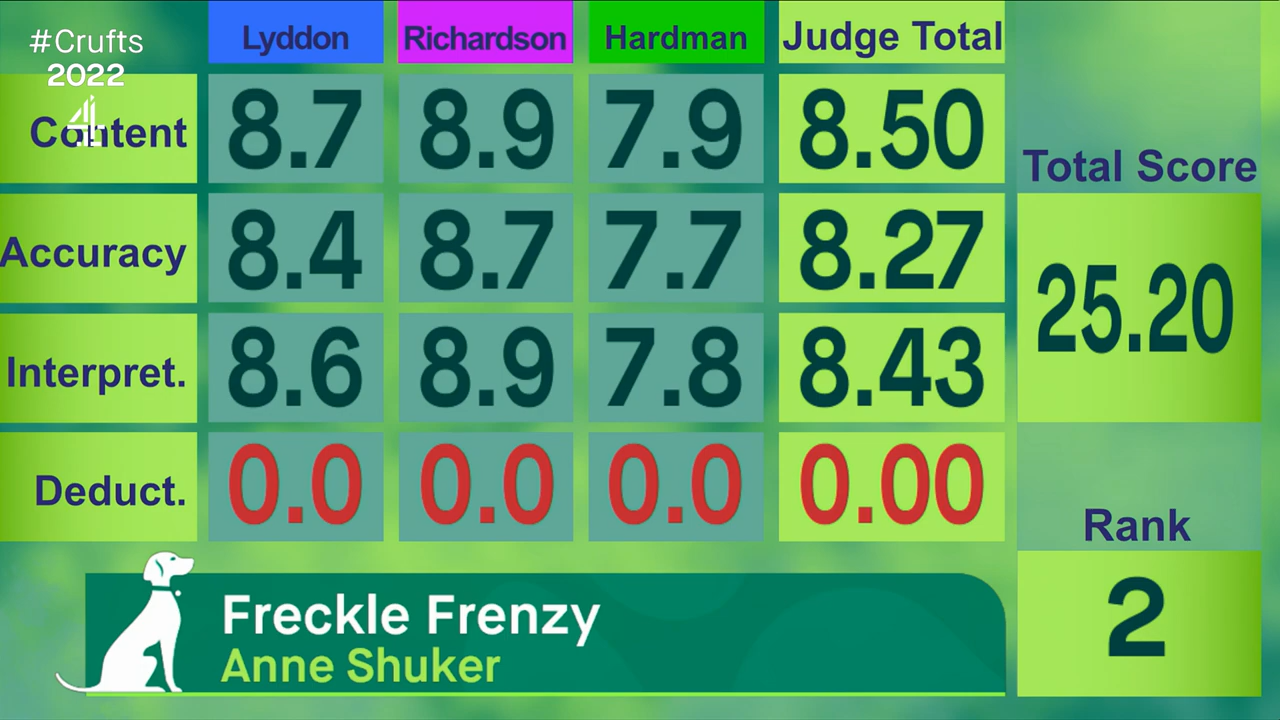 #Crufts
2022
4
Lyddon Richardson Hardman Judge Total
Content 8.7 8.9 7.9 8.50
Total Score
Accuracy 8.4 8.7 7.7 8.27
25.20
Interpret. 8.6 8.9 7.8 8.43
Deduct. 0.0 0.0 0.0 0.00
Rank
2
Freckle Frenzy
Anne Shuker